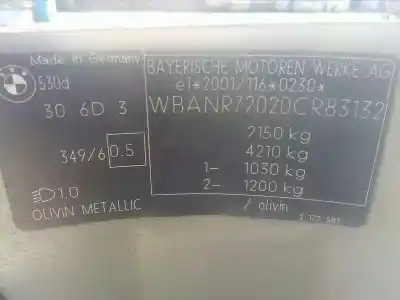 Made in Germany
530d
30 6D 3
349/6 0.5
1.0
OLIVIN METALLIC
BAYERISCHE MOTOREN WERKE AG
e1*2001/116*0230*
WBANR72020CR83132
2150 kg
4210 kg
1- 1030 kg
2- 1200 kg
/ olivin